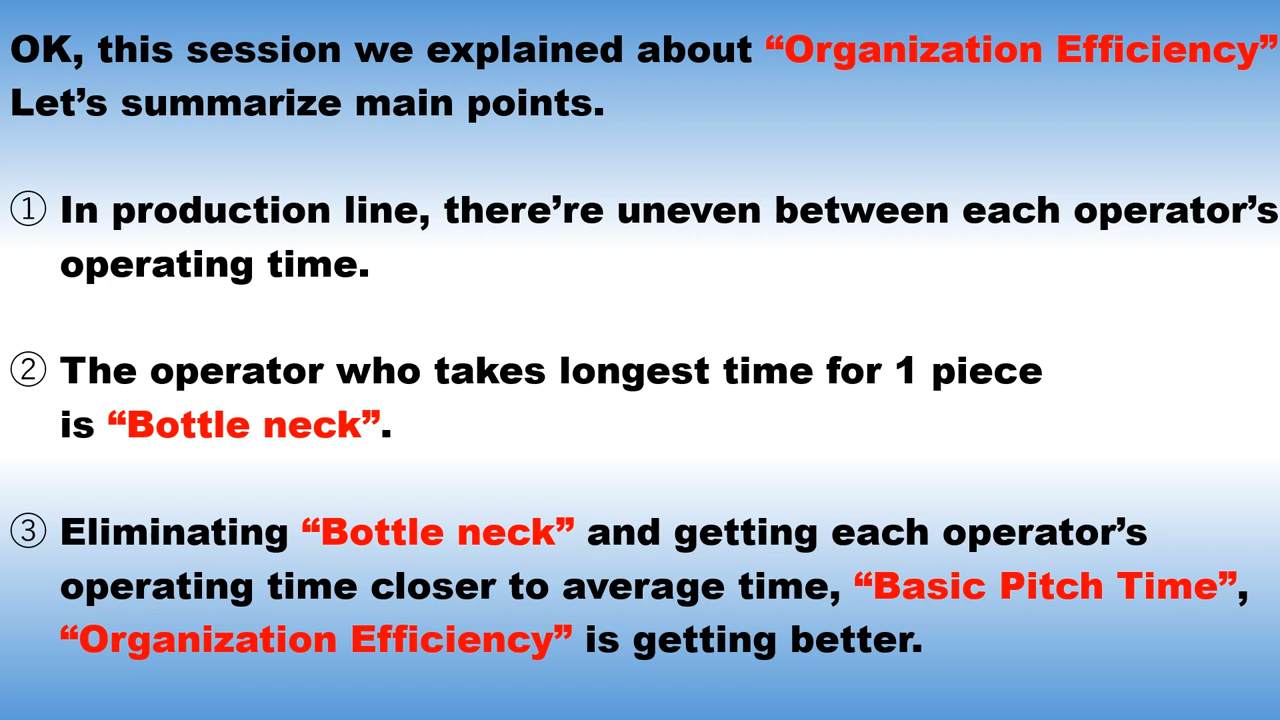 OK, this session we explained about “Organization Efficiency”
Let’s summarize main points.
① In production line, there’re uneven between each operator’s
operating time.
② The operator who takes longest time for 1 piece
is “Bottle neck”.
③ Eliminating “Bottle neck” and getting each operator’s
operating time closer to average time, “Basic Pitch Time”,
“Organization Efficiency” is getting better.